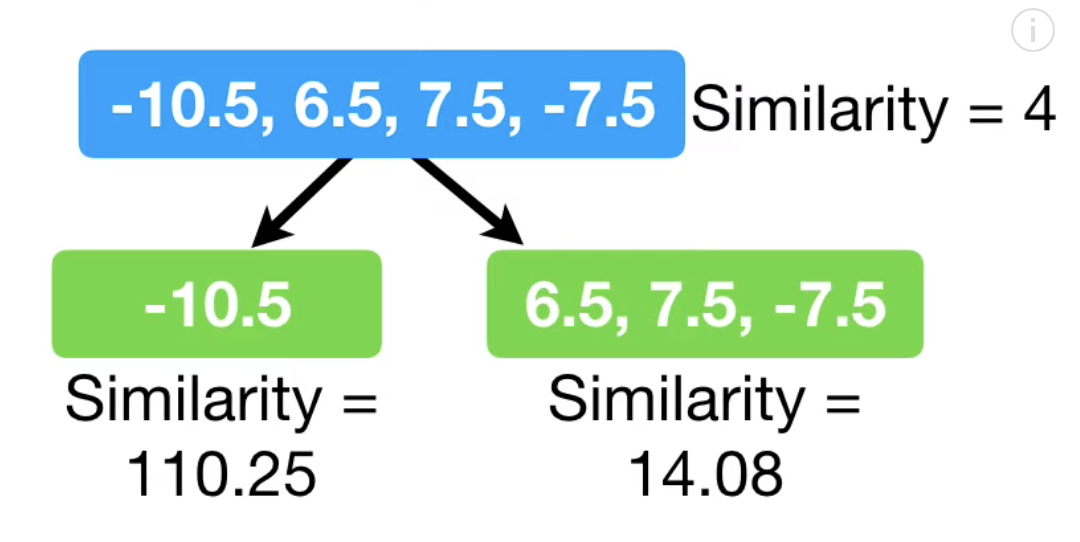 -10.5, 6.5, 7.5, -7.5 Similarity = 4
-10.5
6.5, 7.5, -7.5
Similarity =
110.25
Similarity =
14.08
i